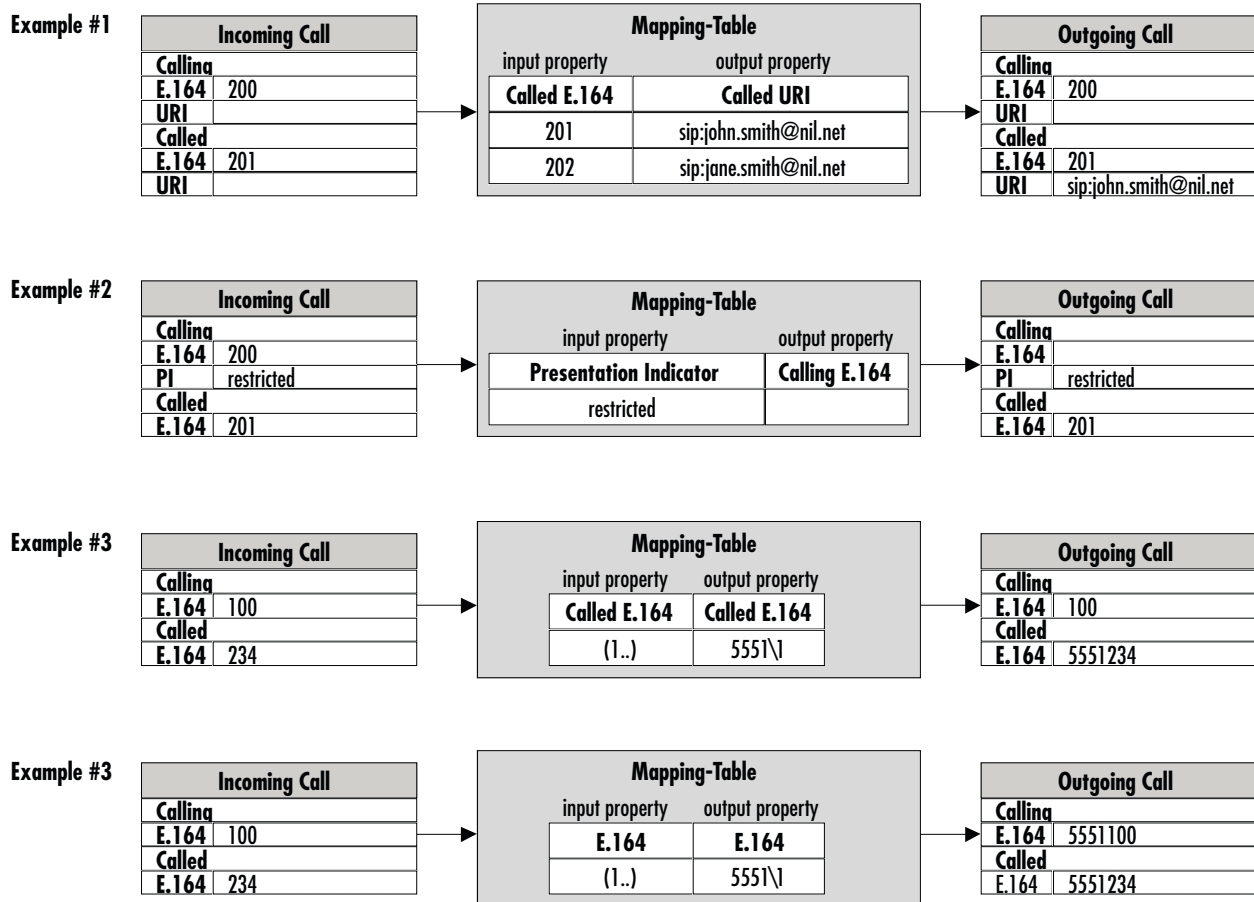 Example #1
Incoming Call
Calling
E.164 200
URI
Called
E.164 201
URI
Mapping-Table
input property output property
Called E.164 Called URI
201 sip:john.smith@nil.net
202 sip:jane.smith@nil.net
Outgoing Call
Calling
E.164 200
URI
Called
E.164 201
URI sip:john.smith@nil.net
Example #2
Incoming Call
Calling
E.164 200
PI restricted
Called
E.164 201
Mapping-Table
input property output property
Presentation Indicator Calling E.164
restricted
Outgoing Call
Calling
E.164
PI restricted
Called
E.164 201
Example #3
Incoming Call
Calling
E.164 100
Called
E.164 234
Mapping-Table
input property output property
Called E.164 Called E.164
(1..) 5551\1
Outgoing Call
Calling
E.164 100
Called
E.164 5551234
Example #3
Incoming Call
Calling
E.164 100
Called
E.164 234
Mapping-Table
input property output property
E.164 E.164
(1..) 5551\1
Outgoing Call
Calling
E.164 5551100
Called
E.164 5551234